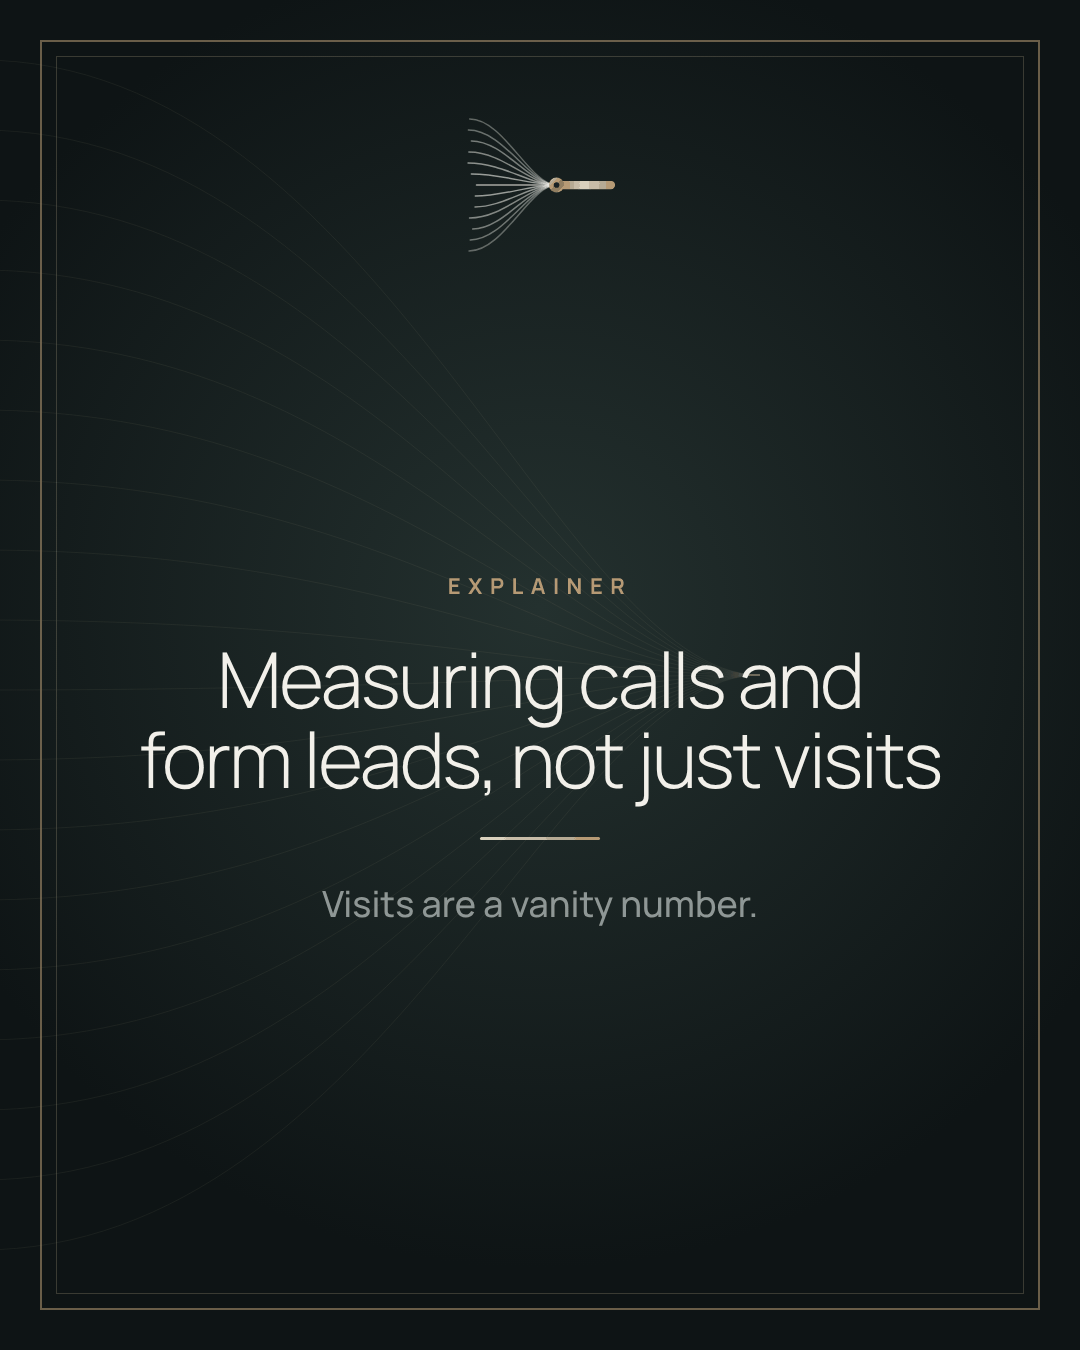 EXPLAINER
Measuring calls and
form leads, not just visits
Visits are a vanity number.